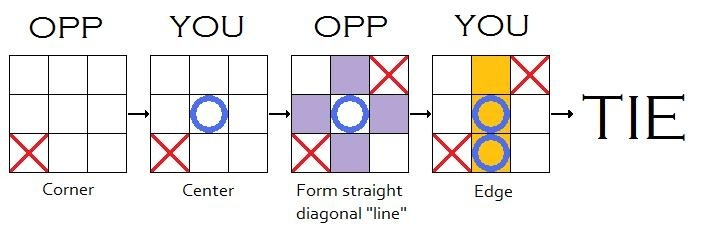 OPP
YOU
OPP
YOU
TIE
Corner
Center
Form straight
diagonal "line"
Edge